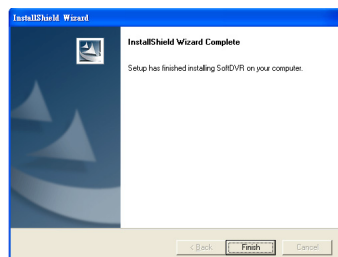 InstallShield Wizard
InstallShield Wizard Complete
Setup has finished installing SoftDVR on your computer.
< Back
Finish
Cancel